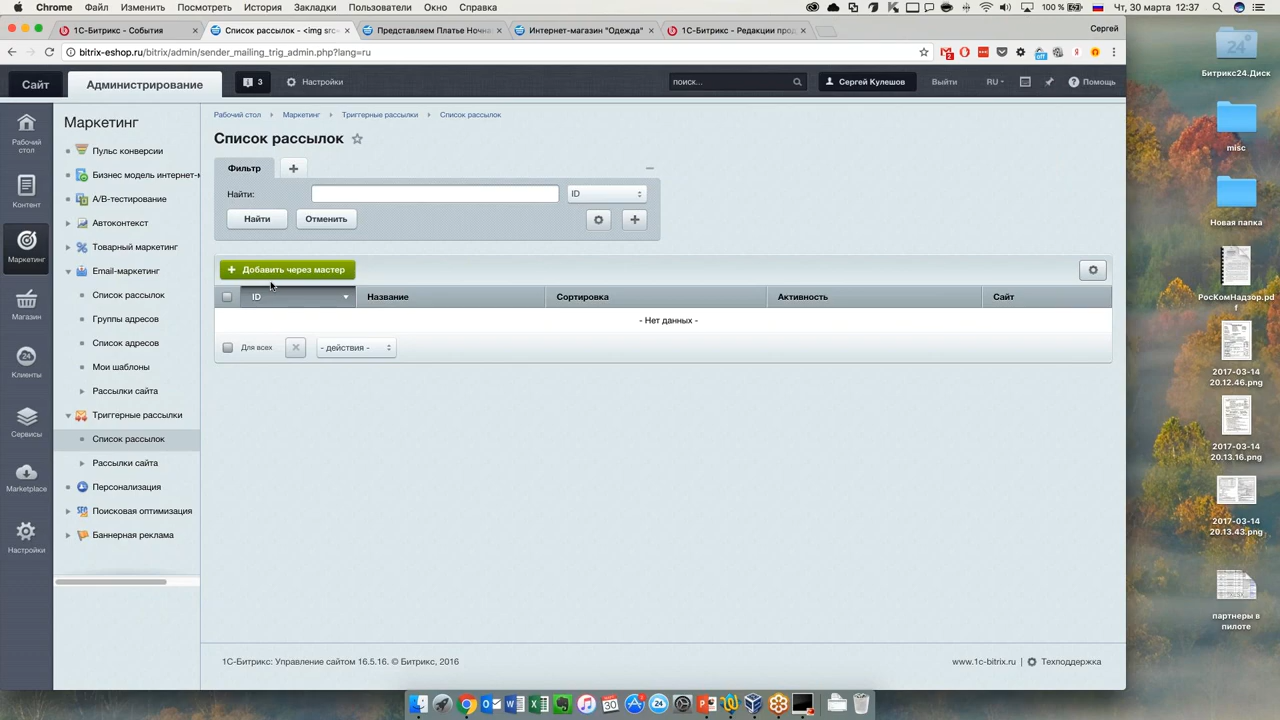 Chrome Файл Изменить Просмотреть История Закладки Пользователи Окно Справка 100 % Чт, 30 марта 12:37
1С-Битрикс - События
Список рассылок - <img src=
Представляем Платье Ночна
Интернет-магазин "Одежда"
1С-Битрикс - Редакции прод
Сергей
bitrix-eshop.ru/bitrix/admin/sender_mailing_trig_admin.php?lang=ru
Сайт
Администрирование
3
Настройки
поиск...
Сергей Кулешов
Выйти
RU
Помощь
Рабочий стол
Контент
Маркетинг
Магазин
24
Клиенты
Сервисы
Marketplace
Настройки
Маркетинг
Пульс конверсии
Бизнес модель интернет-м
A/B-тестирование
Автоконтекст
Товарный маркетинг
Email-маркетинг
Список рассылок
Группы адресов
Список адресов
Мои шаблоны
Рассылки сайта
Триггерные рассылки
Список рассылок
Рассылки сайта
Персонализация
Поисковая оптимизация
Баннерная реклама
Рабочий стол Маркетинг Триггерные рассылки Список рассылок
Список рассылок
Фильтр
Найти:
ID
Найти
Отменить
Добавить через мастер
ID Название Сортировка Активность Сайт
- Нет данных -
Для всех
- действия -
1С-Битрикс: Управление сайтом 16.5.16. © Битрикс, 2016
www.1c-bitrix.ru | Техподдержка
24
Битрикс24.Диск
misc
Новая папка
РосКомНадзор.pd
f
2017-03-14
20.12.46.png
2017-03-14
20.13.16.png
2017-03-14
20.13.43.png
партнеры в
пилоте